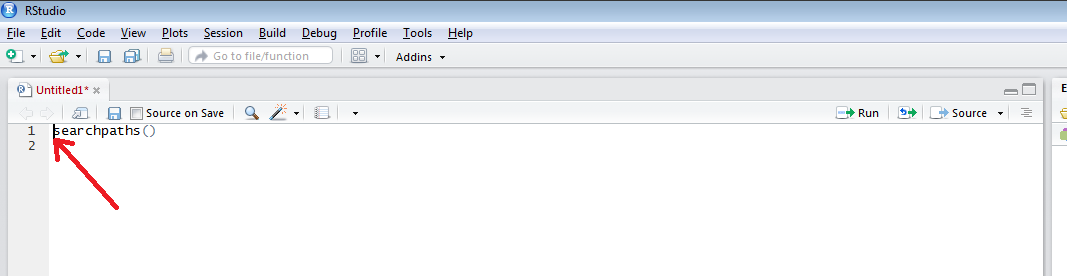 RStudio
File Edit Code View Plots Session Build Debug Profile Tools Help
Go to file/function Addins
Untitled1*
Source on Save Run Source
1 searchpaths()
2